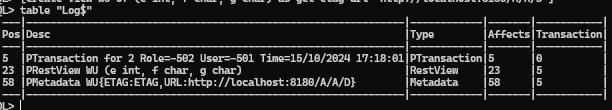 QL> table "Log$"
|Pos|Desc|Type|Affects|Transaction|
|5|PTransaction for 2 Role=-502 User=-501 Time=15/10/2024 17:18:01|PTransaction|5|0|
|23|PRestView WU (e int, f char, g char)|RestView|23|5|
|58|PMetadata WU{ETAG:ETAG,URL:http://localhost:8180/A/A/D}|Metadata|58|5|
QL>